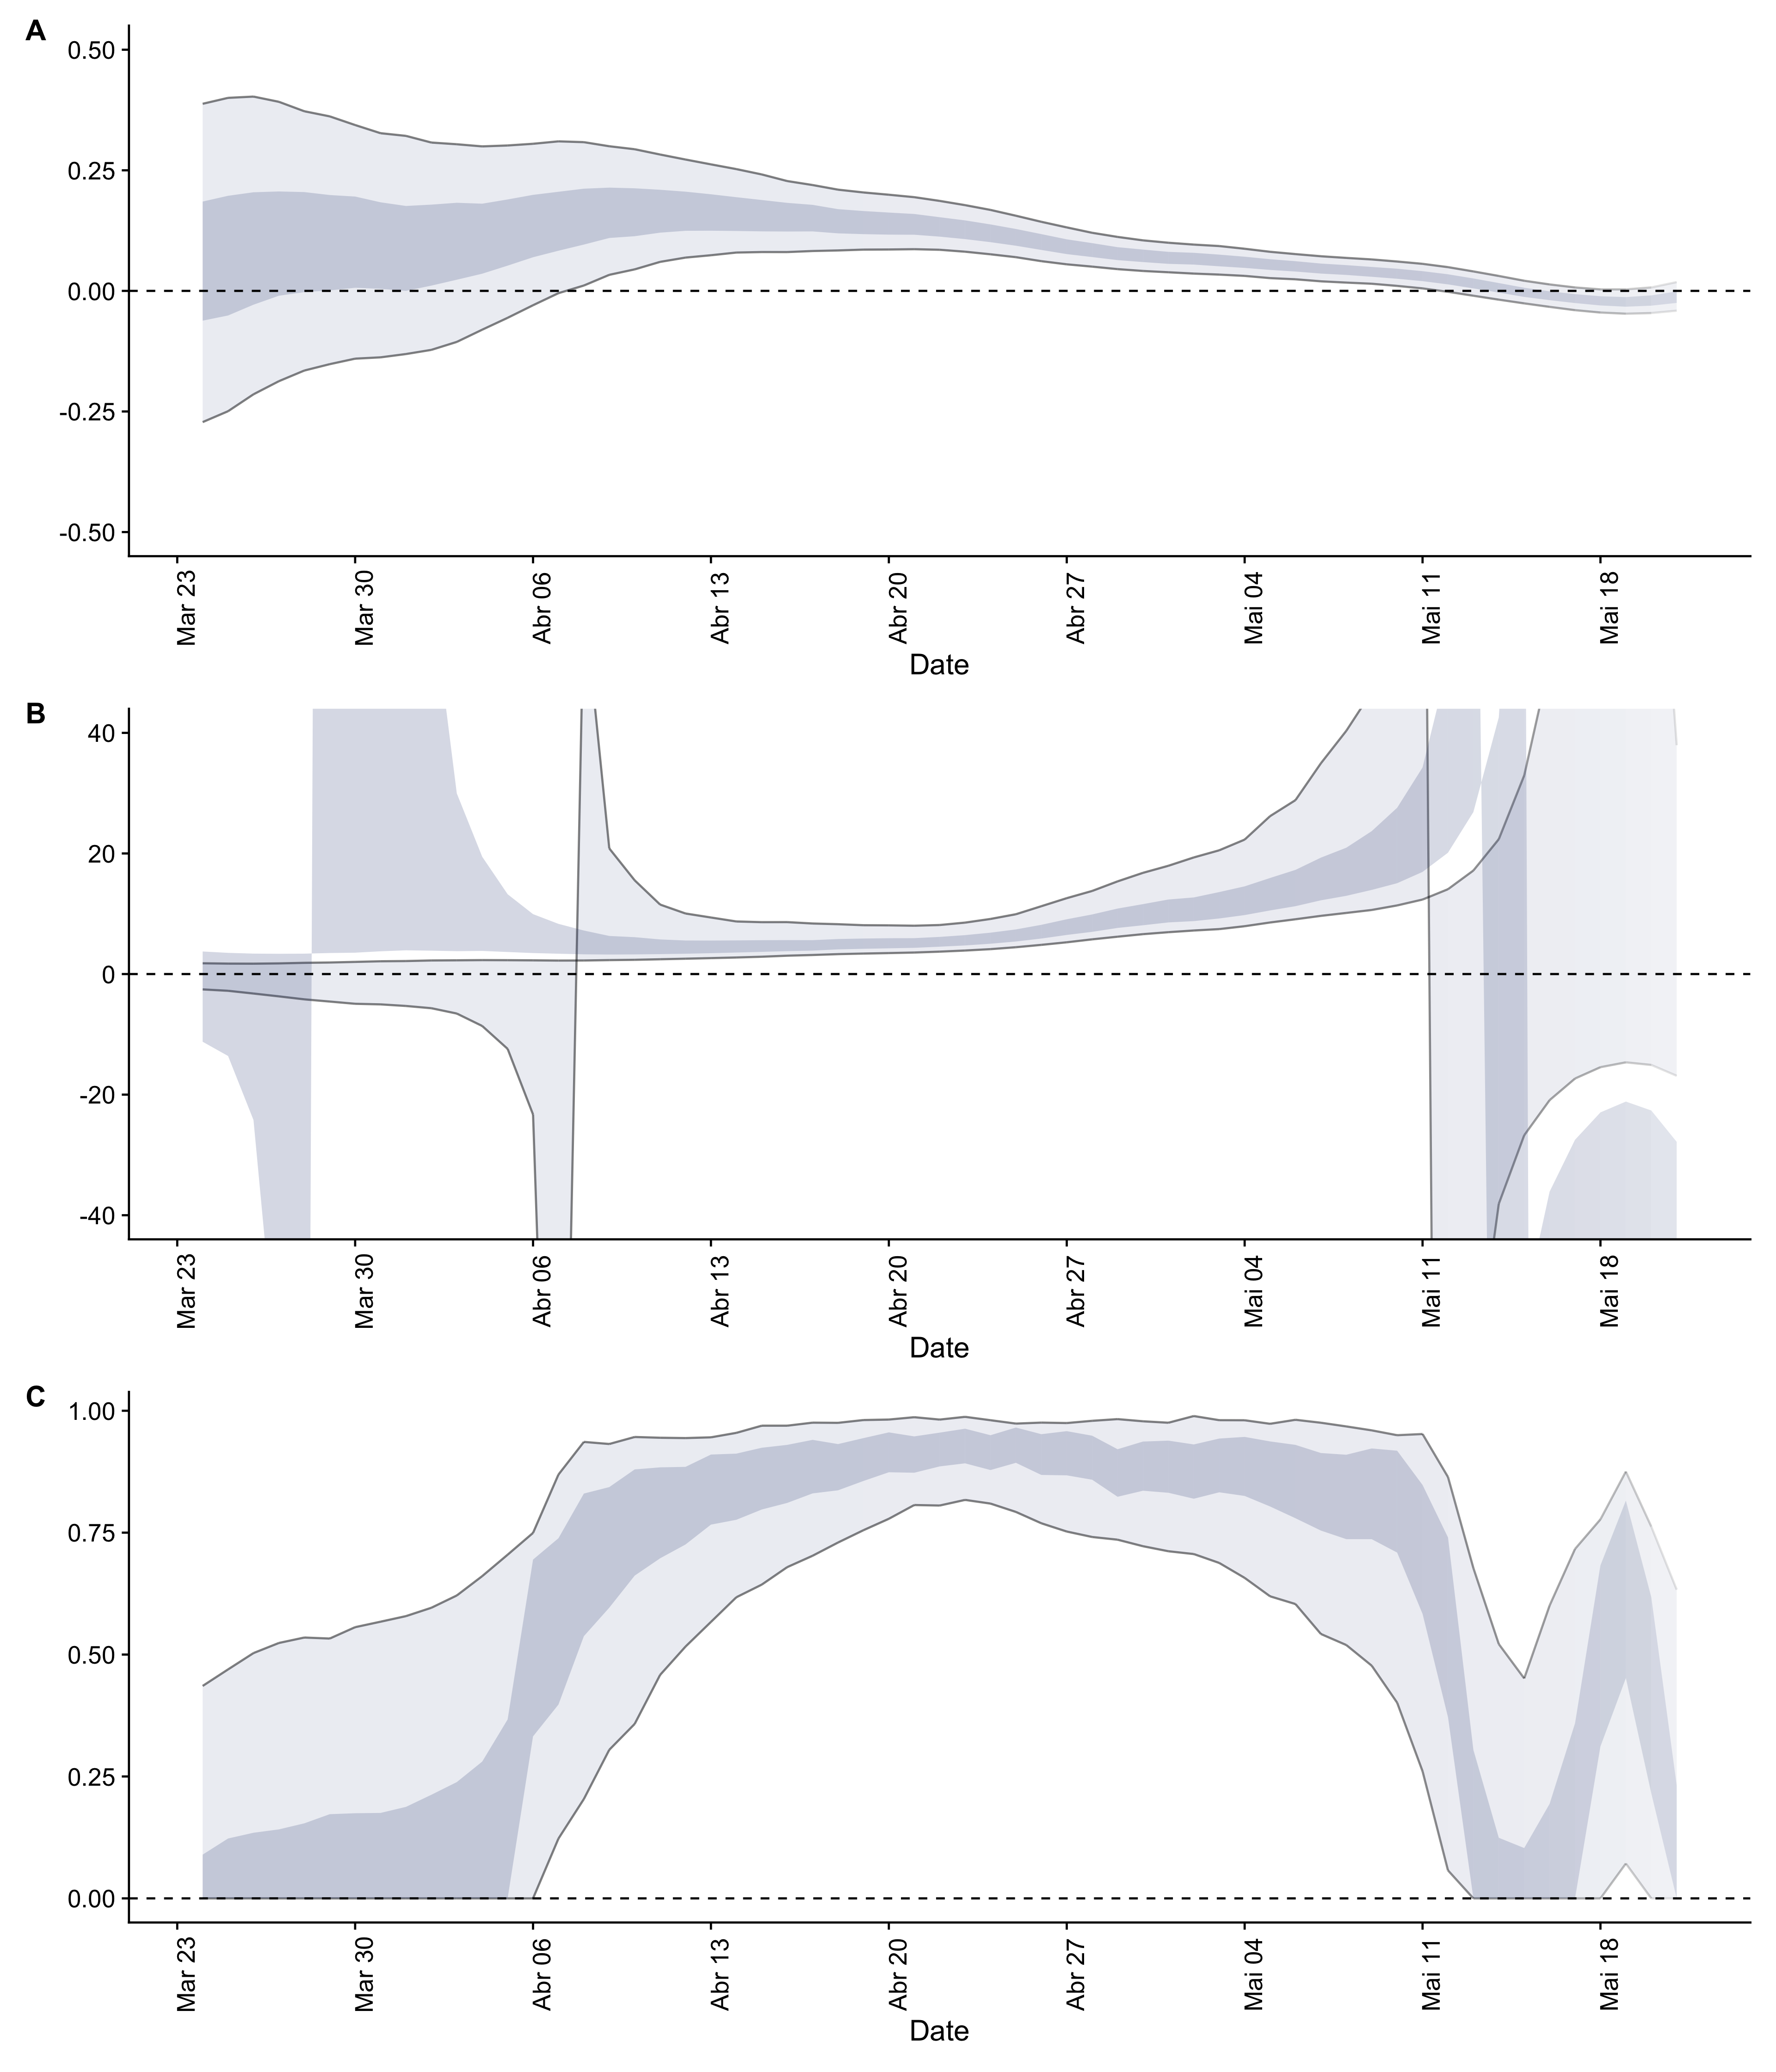 A
0.50
0.25
0.00
-0.25
-0.50
Mar 23
Mar 30
Abr 06
Abr 13
Abr 20
Abr 27
Mai 04
Mai 11
Mai 18
Date
B
40
20
0
-20
-40
Mar 23
Mar 30
Abr 06
Abr 13
Abr 20
Abr 27
Mai 04
Mai 11
Mai 18
Date
C
1.00
0.75
0.50
0.25
0.00
Mar 23
Mar 30
Abr 06
Abr 13
Abr 20
Abr 27
Mai 04
Mai 11
Mai 18
Date